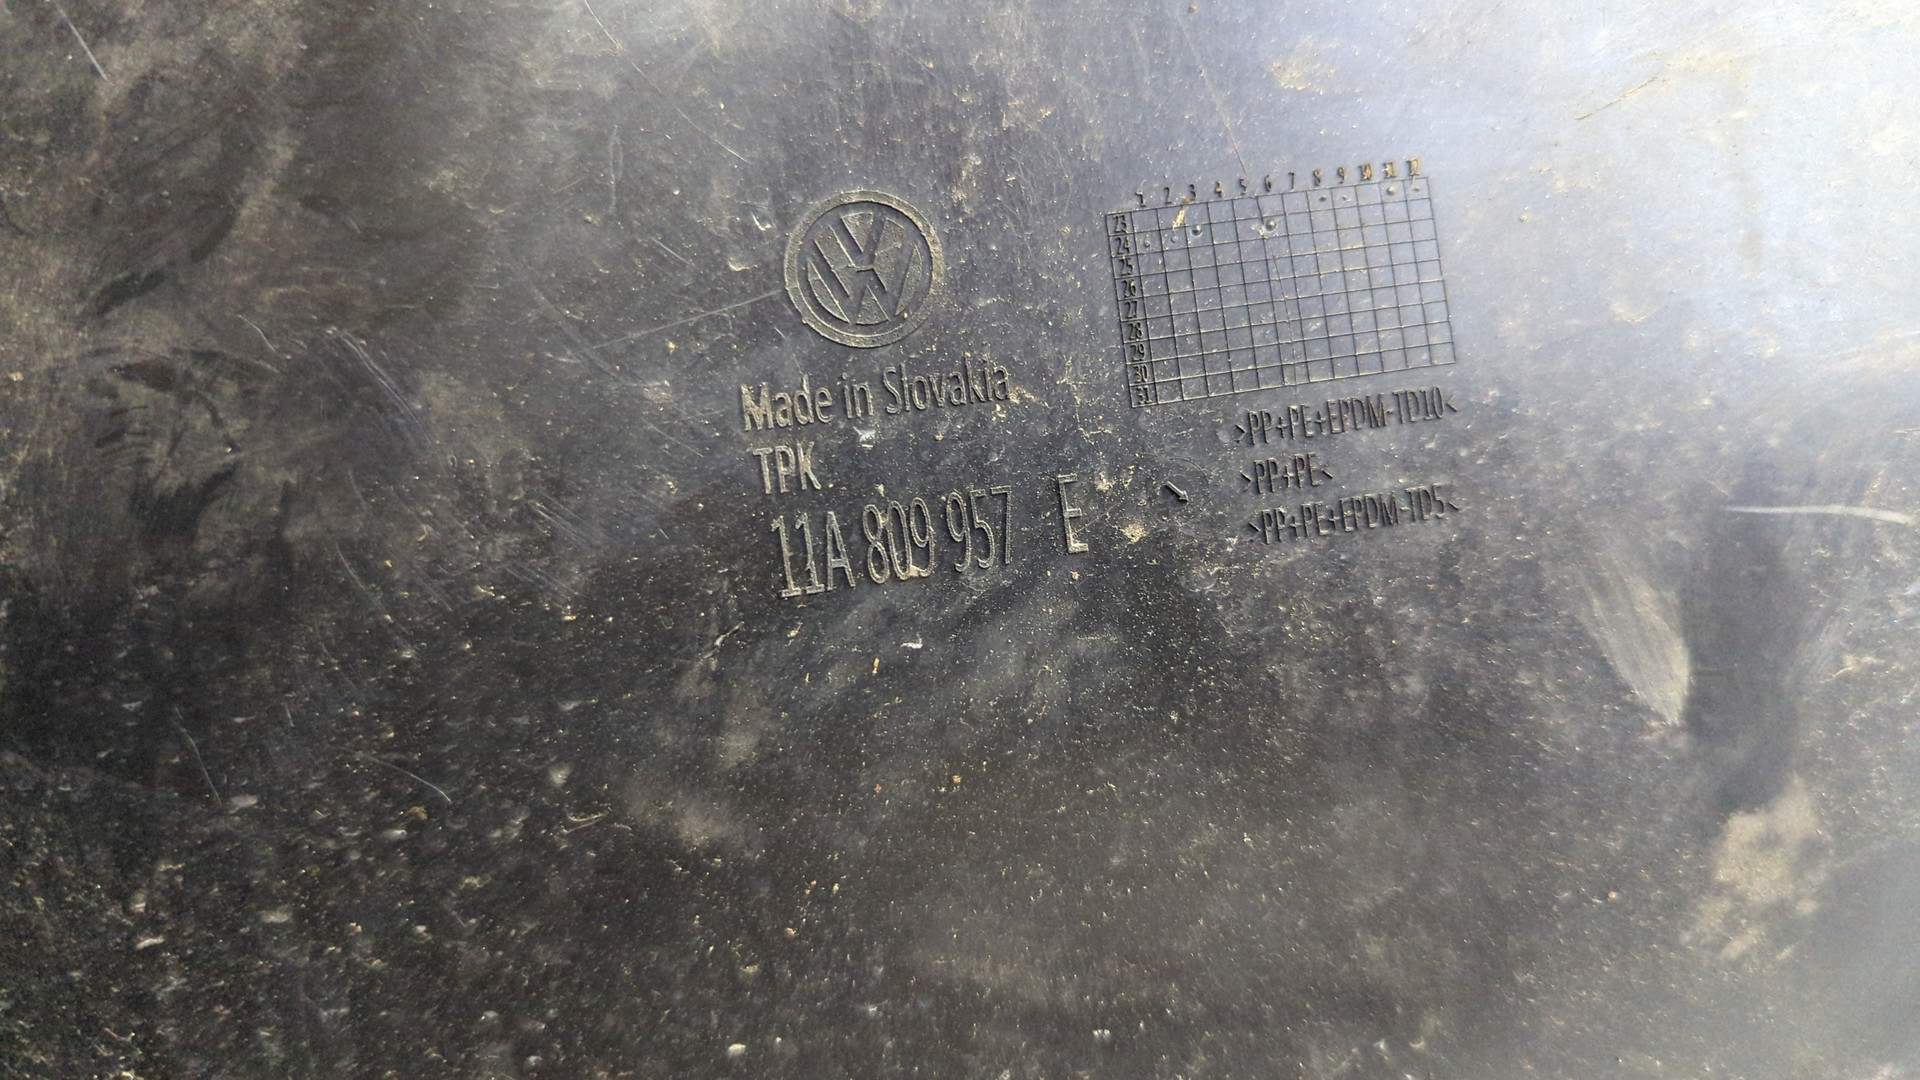 Made in Slovakia
TPK
11A 809 957 E
1 2 3 4 5 6 7 8 9 10 11 12
23
24
25
26
27
28
29
30
31
>PP+PE+EPDM-TD10<
>PP+PE<
>PP+PE+EPDM-TD5<